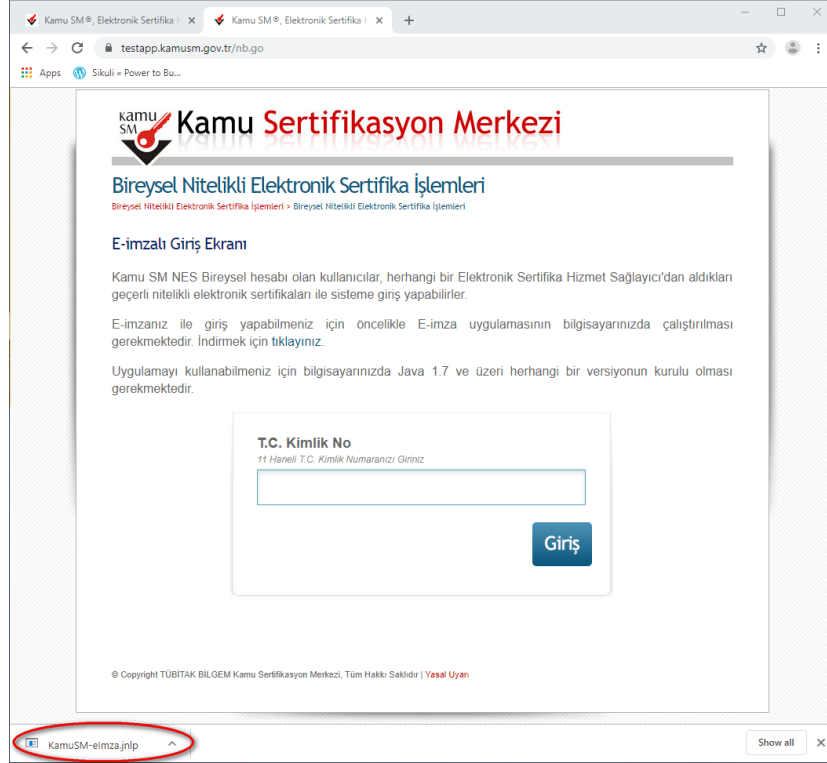 Kamu SM®, Elektronik Sertifika
Kamu SM®, Elektronik Sertifika
testapp.kamusm.gov.tr/nb.go
Apps
Sikuli « Power to Bu...
kamu
SM
Kamu Sertifikasyon Merkezi
Bireysel Nitelikli Elektronik Sertifika İşlemleri
Bireysel Nitelikli Elektronik Sertifika İşlemleri > Bireysel Nitelikli Elektronik Sertifika İşlemleri
E-imzalı Giriş Ekranı
Kamu SM NES Bireysel hesabı olan kullanıcılar, herhangi bir Elektronik Sertifika Hizmet Sağlayıcı'dan aldıkları
geçerli nitelikli elektronik sertifikaları ile sisteme giriş yapabilirler.
E-imzanız ile giriş yapabilmeniz için öncelikle E-imza uygulamasının bilgisayarınızda çalıştırılması
gerekmektedir. İndirmek için tıklayınız.
Uygulamayı kullanabilmeniz için bilgisayarınızda Java 1.7 ve üzeri herhangi bir versiyonun kurulu olması
gerekmektedir.
T.C. Kimlik No
11 Haneli T.C. Kimlik Numaranızı Giriniz
Giriş
© Copyright TÜBİTAK BİLGEM Kamu Sertifikasyon Merkezi, Tüm Hakkı Saklıdır | Yasal Uyarı
KamuSM-eImza.jnlp
Show all